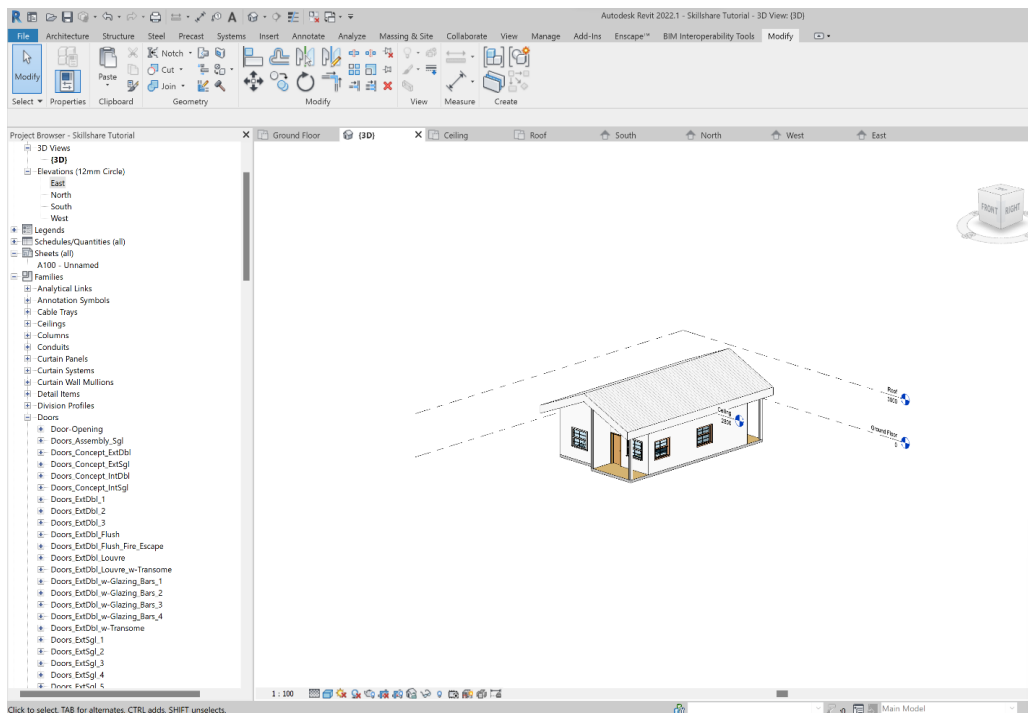 Autodesk Revit 2022.1 - Skillshare Tutorial - 3D View: {3D}
File Architecture Structure Steel Precast Systems Insert Annotate Analyze Massing & Site Collaborate View Manage Add-Ins Enscape™ BIM Interoperability Tools Modify
Modify Paste Notch Cut Join
Select Properties Clipboard Geometry Modify View Measure Create
Project Browser - Skillshare Tutorial
Ground Floor {3D} Ceiling Roof South North West East
3D Views
{3D}
Elevations (12mm Circle)
East
North
South
West
Legends
Schedules/Quantities (all)
Sheets (all)
A100 - Unnamed
Families
Analytical Links
Annotation Symbols
Cable Trays
Ceilings
Columns
Conduits
Curtain Panels
Curtain Systems
Curtain Wall Mullions
Detail Items
Division Profiles
Doors
Door-Opening
Doors_Assembly_Sgl
Doors_Concept_ExtDbl
Doors_Concept_ExtSgl
Doors_Concept_IntDbl
Doors_Concept_IntSgl
Doors_ExtDbl_1
Doors_ExtDbl_2
Doors_ExtDbl_3
Doors_ExtDbl_Flush
Doors_ExtDbl_Flush_Fire_Escape
Doors_ExtDbl_Louvre
Doors_ExtDbl_Louvre_w-Transome
Doors_ExtDbl_w-Glazing_Bars_1
Doors_ExtDbl_w-Glazing_Bars_2
Doors_ExtDbl_w-Glazing_Bars_3
Doors_ExtDbl_w-Glazing_Bars_4
Doors_ExtDbl_w-Transome
Doors_ExtSgl_1
Doors_ExtSgl_2
Doors_ExtSgl_3
Doors_ExtSgl_4
Doors_ExtSgl_5
FRONT RIGHT
Roof
Ceiling
Ground Floor
1 : 100
Click to select, TAB for alternates, CTRL adds, SHIFT unselects.
:0
Main Model